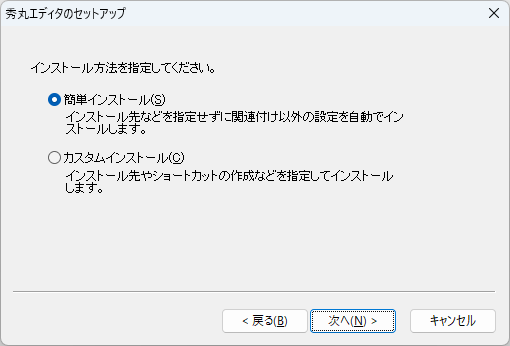 秀丸エディタのセットアップ
インストール方法を指定してください。
簡単インストール(S)
インストール先などを指定せずに関連付け以外の設定を自動でイン
ストールします。
カスタムインストール(C)
インストール先やショートカットの作成などを指定してインストール
します。
< 戻る(B) 次へ(N) > キャンセル